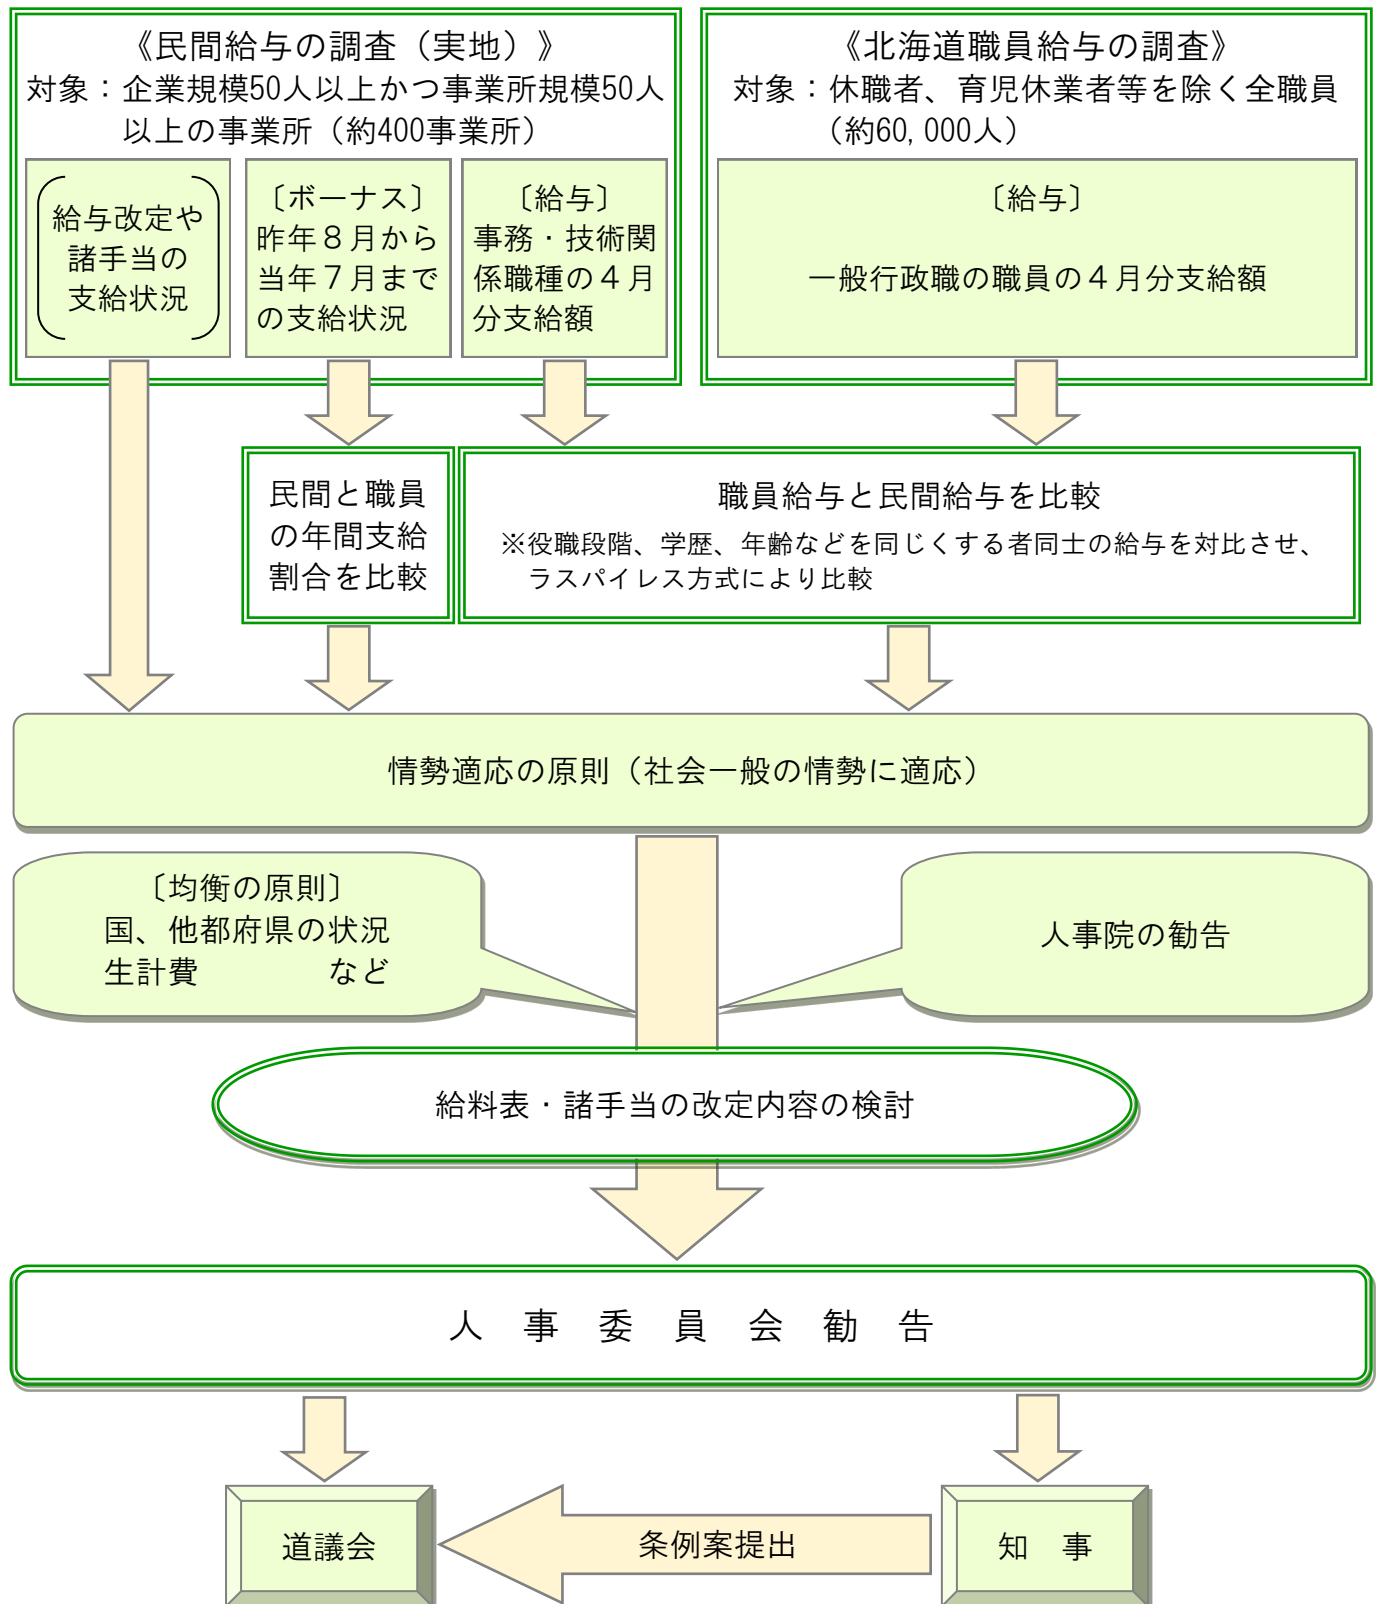 《民間給与の調査（実地）》
対象：企業規模50人以上かつ事業所規模50人
以上の事業所（約400事業所）
給与改定や
諸手当の
支給状況
〔ボーナス〕
昨年８月から
当年７月まで
の支給状況
〔給与〕
事務・技術関
係職種の４月
分支給額
《北海道職員給与の調査》
対象：休職者、育児休業者等を除く全職員
（約60,000人）
〔給与〕
一般行政職の職員の４月分支給額
民間と職員
の年間支給
割合を比較
職員給与と民間給与を比較
※役職段階、学歴、年齢などを同じくする者同士の給与を対比させ、
ラスパイレス方式により比較
情勢適応の原則（社会一般の情勢に適応）
〔均衡の原則〕
国、他都府県の状況
生計費　　　　など
人事院の勧告
給料表・諸手当の改定内容の検討
人　事　委　員　会　勧　告
道議会
条例案提出
知　事